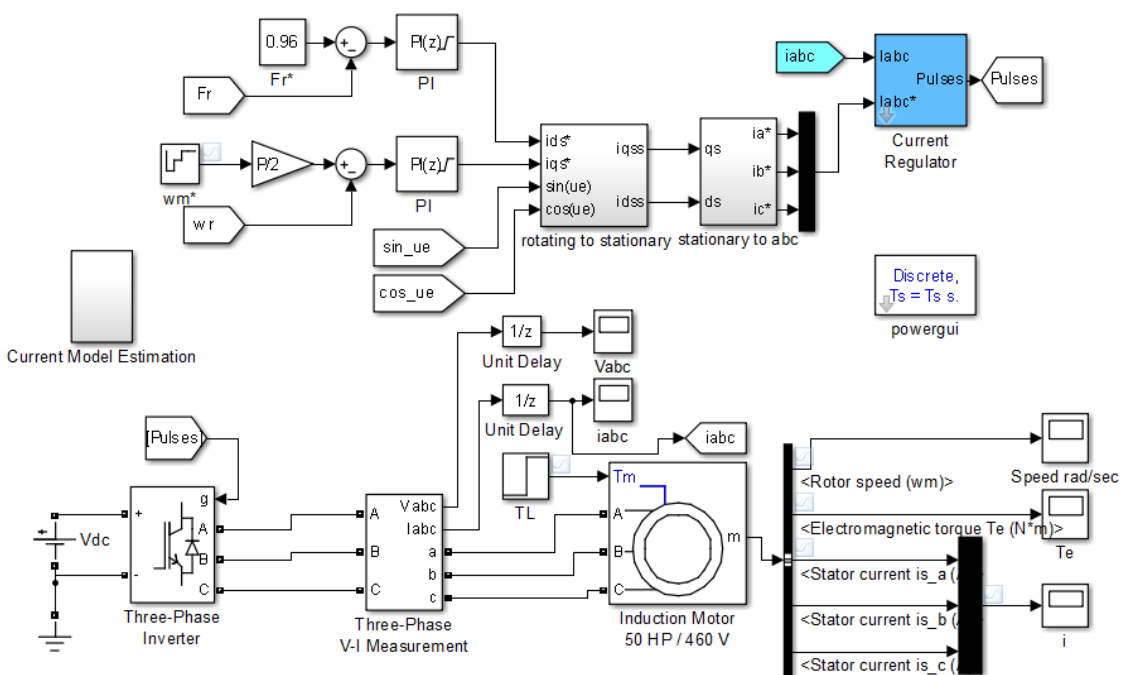 0.96
Fr*
Fr
PI(z)
PI
iabc
Iabc
Pulses
Iabc*
Pulses
Current
Regulator
wm*
P/2
wr
PI(z)
PI
ids*
iqs*
sin(ue)
cos(ue)
iqss
idss
rotating to stationary
qs
ds
ia*
ib*
ic*
stationary to abc
sin_ue
cos_ue
Discrete,
Ts = Ts s.
powergui
Current Model Estimation
1/z
Unit Delay
Vabc
1/z
Unit Delay
iabc
iabc
[Pulses]
TL
Vdc
+
-
g
A
B
C
Three-Phase
Inverter
A
B
C
Vabc
Iabc
a
b
c
Three-Phase
V-I Measurement
Tm
A
B
C
m
Induction Motor
50 HP / 460 V
<Rotor speed (wm)>
<Electromagnetic torque Te (N*m)>
<Stator current is_a (
<Stator current is_b (
<Stator current is_c (
Speed rad/sec
Te
i